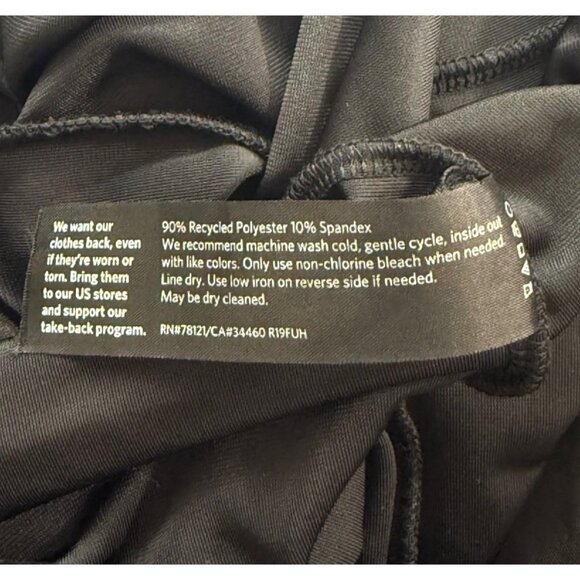 We want our
clothes back, even
if they're worn or
torn. Bring them
to our US stores
and support our
take-back program.
90% Recycled Polyester 10% Spandex
We recommend machine wash cold, gentle cycle, inside out
with like colors. Only use non-chlorine bleach when needed.
Line dry. Use low iron on reverse side if needed.
May be dry cleaned.
RN#78121/CA#34460 R19FUH